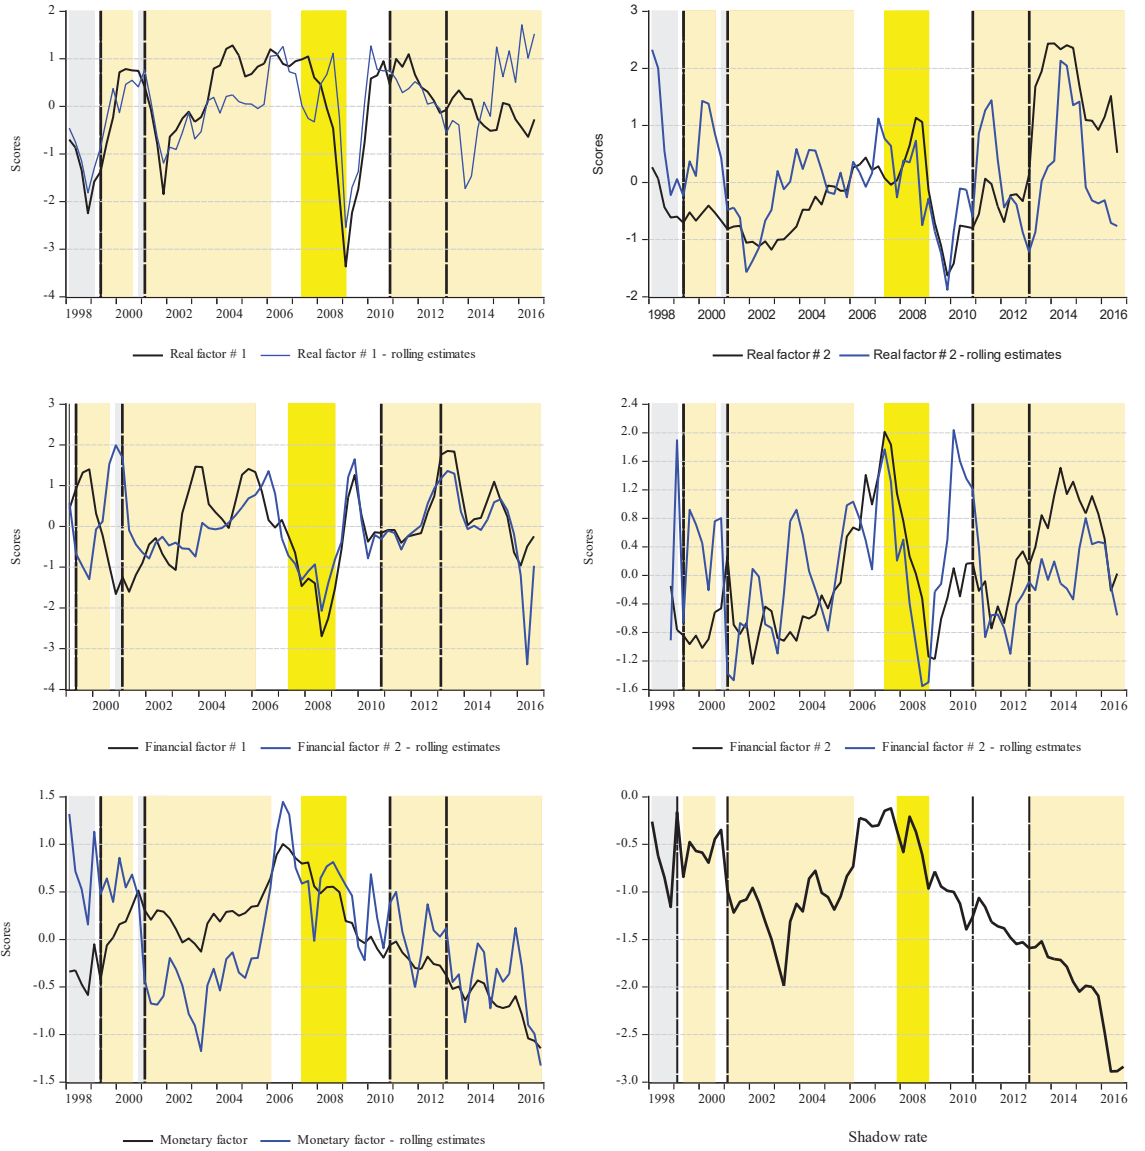 2
1
0
-1
-2
-3
-4
Scores
1998 2000 2002 2004 2006 2008 2010 2012 2014 2016
Real factor # 1 Real factor # 1 - rolling estimates
3
2
1
0
-1
-2
Scores
1998 2000 2002 2004 2006 2008 2010 2012 2014 2016
Real factor # 2 Real factor # 2 - rolling estimates
3
2
1
0
-1
-2
-3
-4
Scores
2000 2002 2004 2006 2008 2010 2012 2014 2016
Financial factor # 1 Financial factor # 2 - rolling estimates
2.4
2.0
1.6
1.2
0.8
0.4
0.0
-0.4
-0.8
-1.2
-1.6
Scores
1998 2000 2002 2004 2006 2008 2010 2012 2014 2016
Financial factor # 2 Financial factor # 2 - rolling estimates
1.5
1.0
0.5
0.0
-0.5
-1.0
-1.5
Scores
1998 2000 2002 2004 2006 2008 2010 2012 2014 2016
Monetary factor Monetary factor - rolling estimates
0.0
-0.5
-1.0
-1.5
-2.0
-2.5
-3.0
1998 2000 2002 2004 2006 2008 2010 2012 2014 2016
Shadow rate